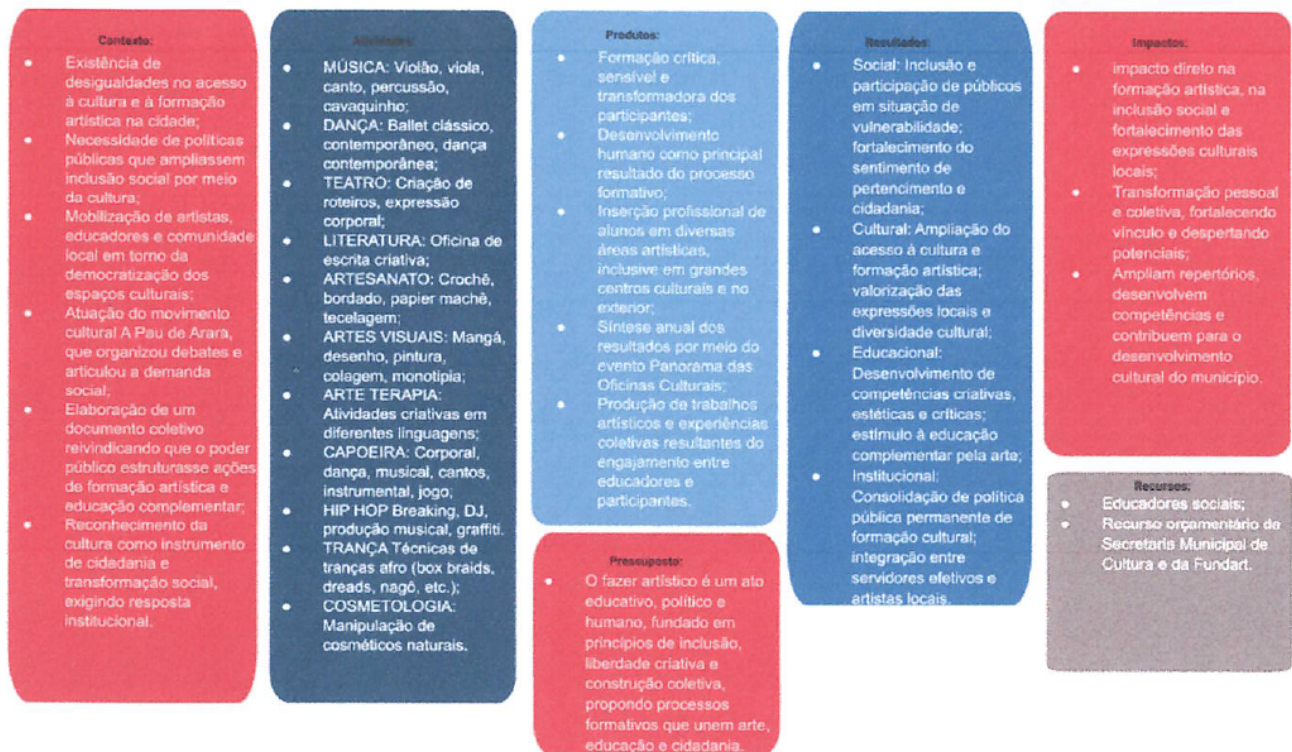 Contexto:
Existência de
desigualdades no acesso
à cultura e à formação
artística na cidade;
Necessidade de políticas
públicas que ampliassem
inclusão social por meio
da cultura;
Mobilização de artistas,
educadores e comunidade
local em torno da
democratização dos
espaços culturais;
Atuação do movimento
cultural A Pau de Arara,
que organizou debates e
articulou a demanda
social;
Elaboração de um
documento coletivo
reivindicando que o poder
público estruturasse ações
de formação artística e
educação complementar;
Reconhecimento da
cultura como instrumento
de cidadania e
transformação social,
exigindo resposta
institucional.
Atividades:
MÚSICA: Violão, viola,
canto, percussão,
cavaquinho;
DANÇA: Ballet clássico,
contemporâneo, dança
contemporânea;
TEATRO: Criação de
roteiros, expressão
corporal;
LITERATURA: Oficina de
escrita criativa;
ARTESANATO: Crochê,
bordado, papier machê,
tecelagem;
ARTES VISUAIS: Mangá,
desenho, pintura,
colagem, monotipia;
ARTE TERAPIA:
Atividades criativas em
diferentes linguagens;
CAPOEIRA: Corporal,
dança, musical, cantos,
instrumental, jogo;
HIP HOP Breaking, DJ,
produção musical, graffiti.
TRANÇA Técnicas de
tranças afro (box braids,
dreads, nagô, etc.);
COSMETOLOGIA:
Manipulação de
cosméticos naturais.
Produtos:
Formação crítica,
sensível e
transformadora dos
participantes;
Desenvolvimento
humano como principal
resultado do processo
formativo;
Inserção profissional de
alunos em diversas
áreas artísticas,
inclusive em grandes
centros culturais e no
exterior;
Síntese anual dos
resultados por meio do
evento Panorama das
Oficinas Culturais;
Produção de trabalhos
artísticos e experiências
coletivas resultantes do
engajamento entre
educadores e
participantes.
Pressuposto:
O fazer artístico é um ato
educativo, político e
humano, fundado em
princípios de inclusão,
liberdade criativa e
construção coletiva,
propondo processos
formativos que unem arte,
educação e cidadania.
Resultados:
Social: Inclusão e
participação de públicos
em situação de
vulnerabilidade;
fortalecimento do
sentimento de
pertencimento e
cidadania;
Cultural: Ampliação do
acesso à cultura e
formação artística;
valorização das
expressões locais e
diversidade cultural;
Educacional:
Desenvolvimento de
competências criativas,
estéticas e críticas;
estímulo à educação
complementar pela arte;
Institucional:
Consolidação de política
pública permanente de
formação cultural;
integração entre
servidores efetivos e
artistas locais.
Impactos:
impacto direto na
formação artística, na
inclusão social e
fortalecimento das
expressões culturais
locais;
Transformação pessoal
e coletiva, fortalecendo
vínculo e despertando
potenciais;
Ampliam repertórios,
desenvolvem
competências e
contribuem para o
desenvolvimento
cultural do município.
Recursos:
Educadores sociais;
Recurso orçamentário da
Secretaris Municipal de
Cultura e da Fundart.